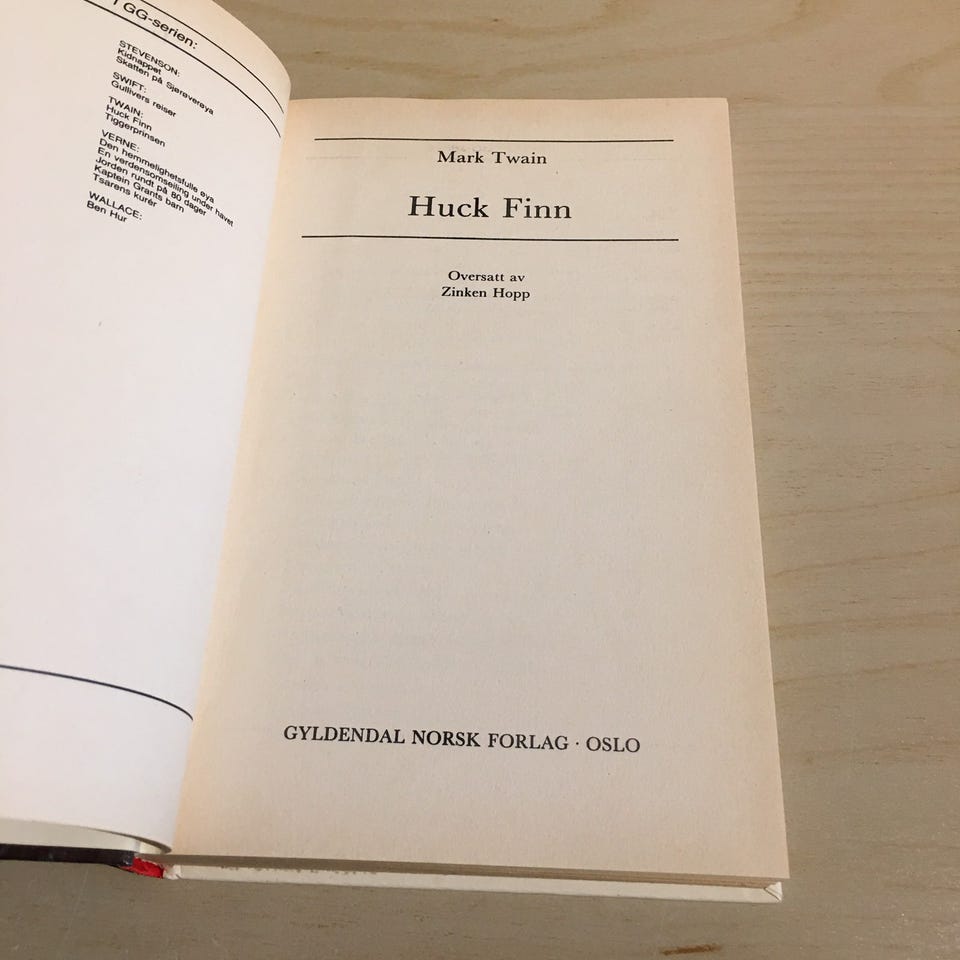 I GG-serien:
STEVENSON:
Kidnappet
Skatten på Sjørøverøya
SWIFT:
Gullivers reiser
TWAIN:
Huck Finn
Tiggerprinsen
VERNE:
Den hemmelighetsfulle øya
En verdensomseiling under havet
Jorden rundt på 80 dager
Kaptein Grants barn
Tsarens kurér
WALLACE:
Ben Hur
Mark Twain
Huck Finn
Oversatt av
Zinken Hopp
GYLDENDAL NORSK FORLAG · OSLO